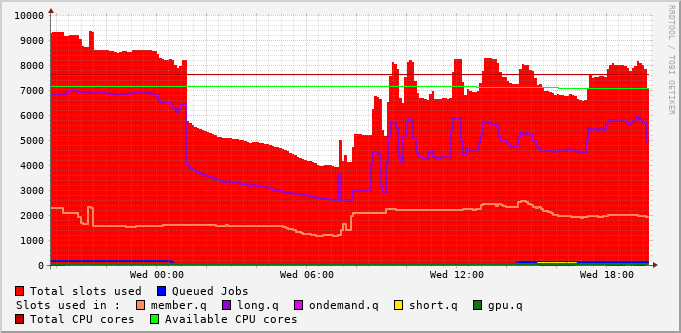 10000
9000
8000
7000
6000
5000
4000
3000
2000
1000
0
Wed 00:00 Wed 06:00 Wed 12:00 Wed 18:00
RRDTOOL / TOBI OETIKER
Total slots used Queued Jobs
Slots used in : member.q long.q ondemand.q short.q gpu.q
Total CPU cores Available CPU cores